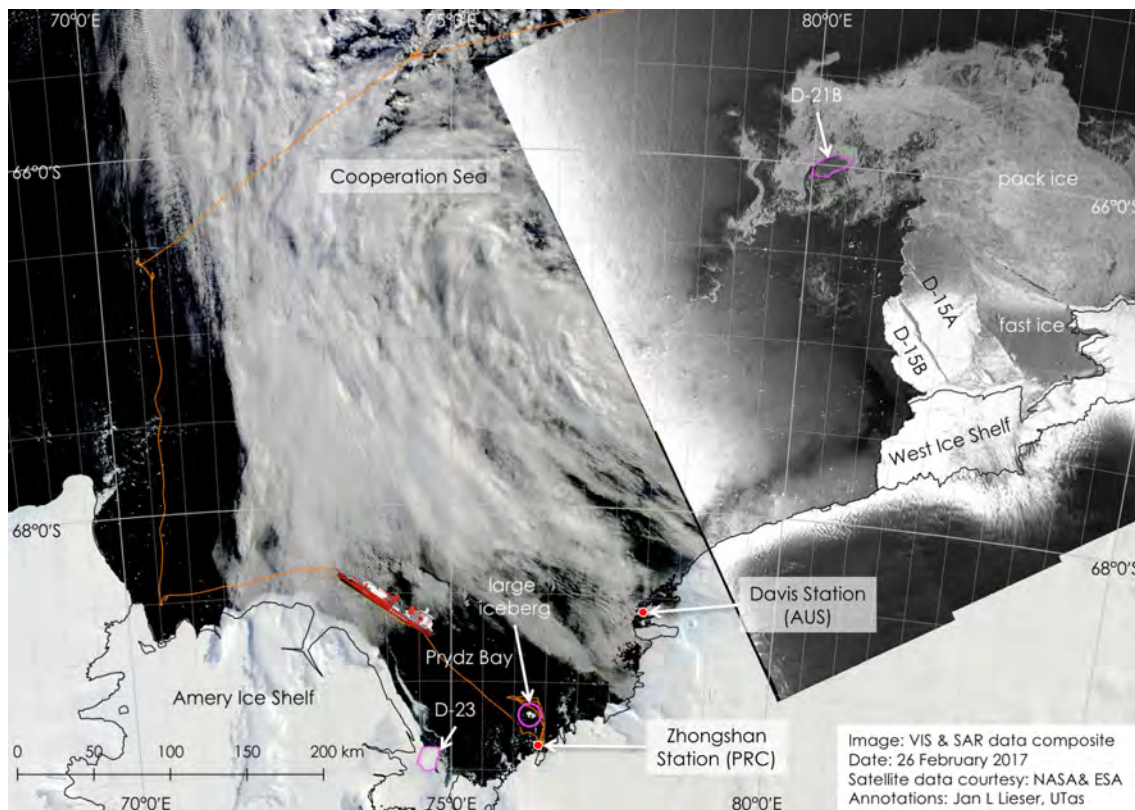 70°0'E
75°0'E
80°0'E
D-21B
66°0'S
Cooperation Sea
pack ice
66°0'S
D-15A
fast ice
D-15B
West Ice Shelf
68°0'S
68°0'S
large
iceberg
Davis Station
(AUS)
Prydz Bay
Amery Ice Shelf
D-23
Zhongshan
Station (PRC)
0 50 100 150 200 km
Image: VIS & SAR data composite
Date: 26 February 2017
Satellite data courtesy: NASA& ESA
Annotations: Jan L Lieser, UTas
70°0'E
75°0'E
80°0'E